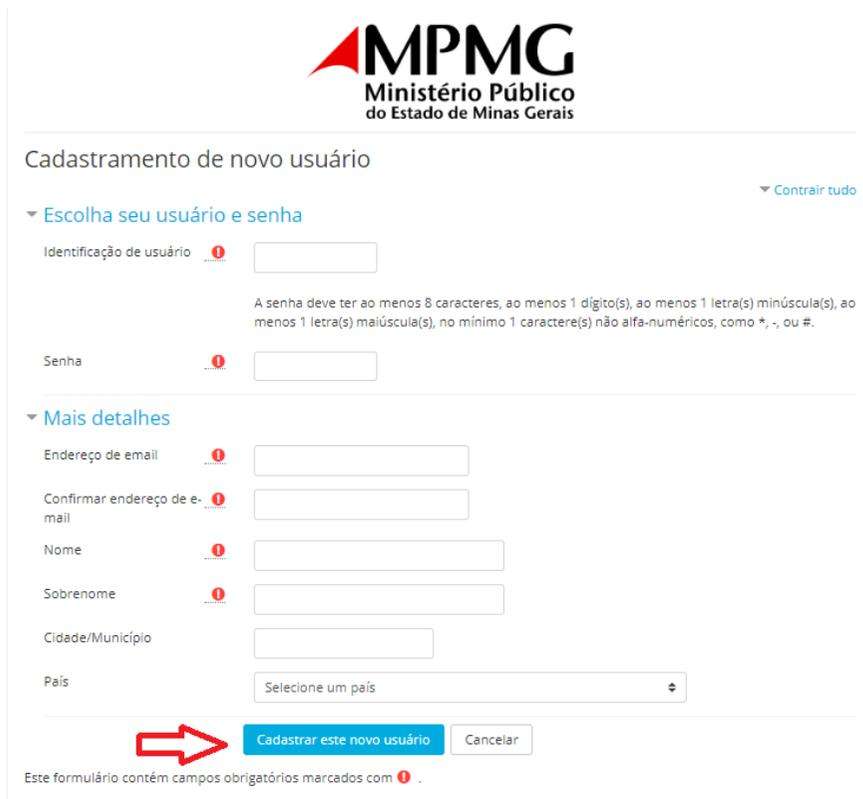 MPMG
Ministério Público
do Estado de Minas Gerais
Cadastramento de novo usuário
Contrair tudo
Escolha seu usuário e senha
Identificação de usuário
A senha deve ter ao menos 8 caracteres, ao menos 1 dígito(s), ao menos 1 letra(s) minúscula(s), ao
menos 1 letra(s) maiúscula(s), no mínimo 1 caractere(s) não alfa-numéricos, como *, -, ou #.
Senha
Mais detalhes
Endereço de email
Confirmar endereço de e-
mail
Nome
Sobrenome
Cidade/Município
País
Selecione um país
Cadastrar este novo usuário
Cancelar
Este formulário contém campos obrigatórios marcados com .